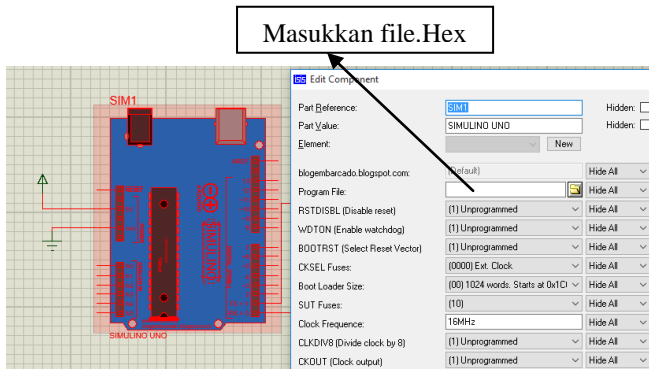 Masukkan file.Hex
ISIS Edit Component
SIM1
Part Reference:
SIM1
Hidden:
Part Value:
SIMULINO UNO
Hidden:
Element:
New
blogembarcado.blogspot.com:
(Default)
Hide All
Program File:
Hide All
RSTDISBL (Disable reset)
(1) Unprogrammed
Hide All
WDTON (Enable watchdog)
(1) Unprogrammed
Hide All
BOOTRST (Select Reset Vector)
(1) Unprogrammed
Hide All
CKSEL Fuses:
(0000) Ext. Clock
Hide All
Boot Loader Size:
(00) 1024 words. Starts at 0x1C
Hide All
SUT Fuses:
(10)
Hide All
Clock Frequence:
16MHz
Hide All
CLKDIV8 (Divide clock by 8)
(1) Unprogrammed
Hide All
CKOUT (Clock output)
(1) Unprogrammed
Hide All
SIMULINO
SIMULINO UNO